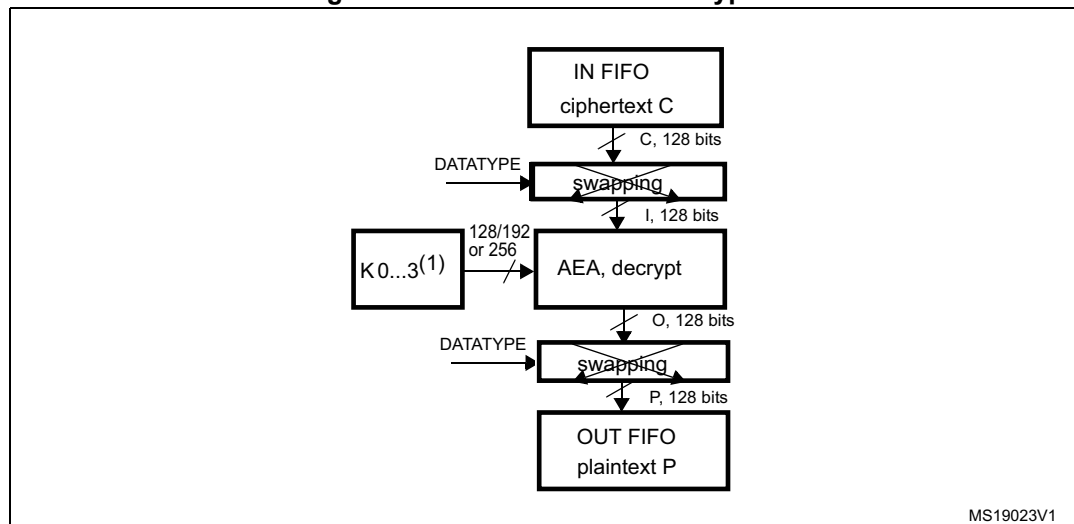 IN FIFO
ciphertext C
C, 128 bits
DATATYPE
swapping
I, 128 bits
128/192
or 256
K 0...3(1)
AEA, decrypt
O, 128 bits
DATATYPE
swapping
P, 128 bits
OUT FIFO
plaintext P
MS19023V1